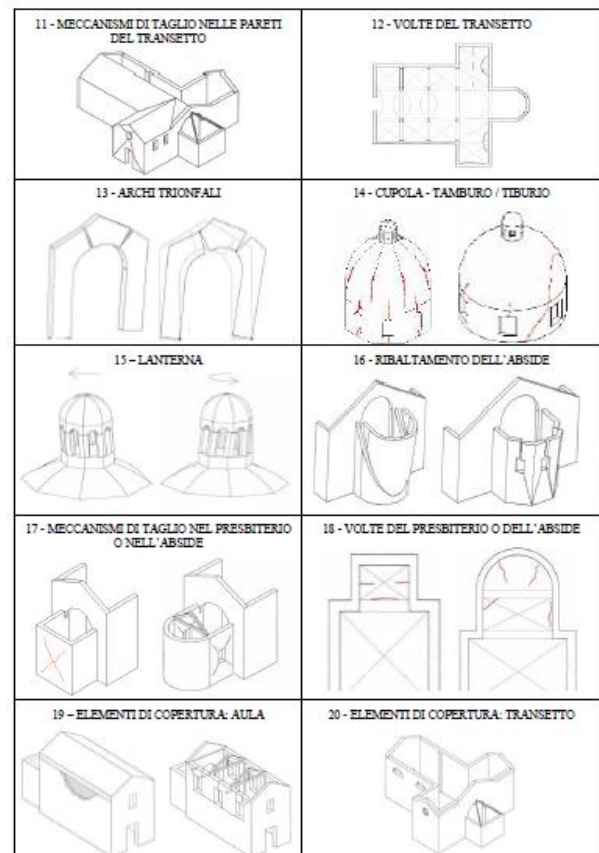 11 - MECCANISMI DI TAGLIO NELLE PARETI
DEL TRANSETTO
12 - VOLTE DEL TRANSETTO
13 - ARCHI TRIONFALI
14 - CUPOLA - TAMBURO / TIBURIO
15 – LANTERNA
16 - RIBALTAMENTO DELL'ABSIDE
17 - MECCANISMI DI TAGLIO NEL PRESBITERIO
O NELL'ABSIDE
18 - VOLTE DEL PRESBITERIO O DELL'ABSIDE
19 – ELEMENTI DI COPERTURA: AULA
20 - ELEMENTI DI COPERTURA: TRANSETTO